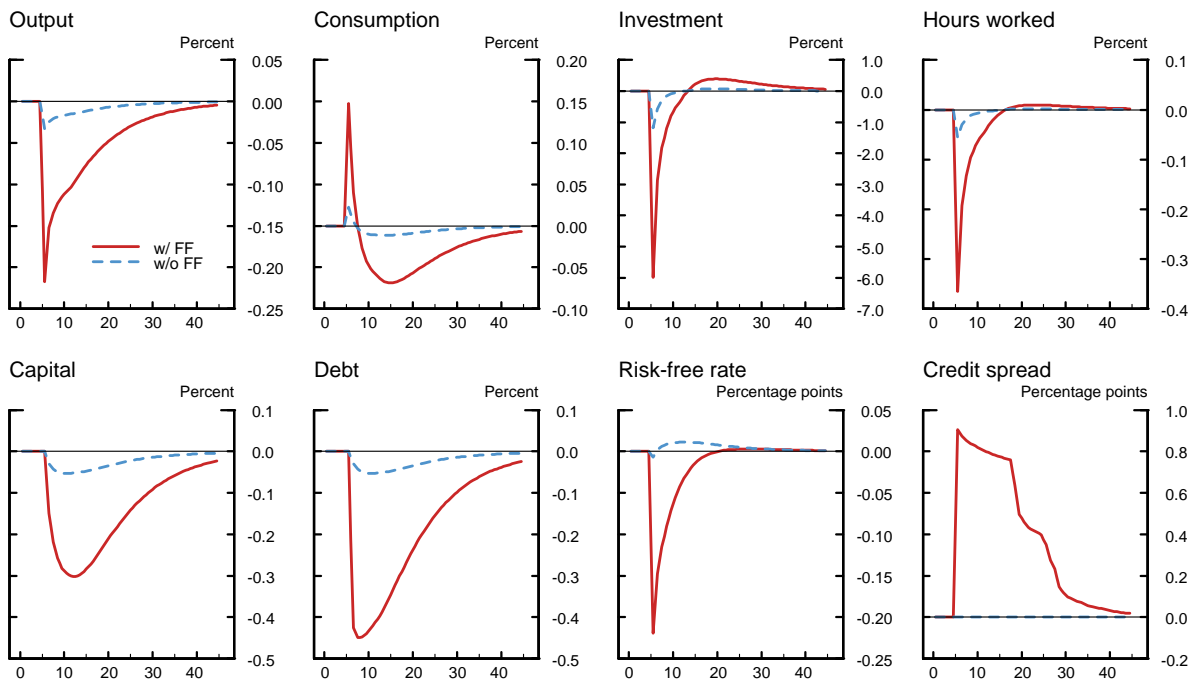 Output
Percent
0.05
0.00
-0.05
-0.10
-0.15
-0.20
-0.25
w/ FF
w/o FF
0 10 20 30 40
Consumption
Percent
0.20
0.15
0.10
0.05
0.00
-0.05
-0.10
0 10 20 30 40
Investment
Percent
1.0
0.0
-1.0
-2.0
-3.0
-4.0
-5.0
-6.0
-7.0
0 10 20 30 40
Hours worked
Percent
0.1
0.0
-0.1
-0.2
-0.3
-0.4
0 10 20 30 40
Capital
Percent
0.1
0.0
-0.1
-0.2
-0.3
-0.4
-0.5
0 10 20 30 40
Debt
Percent
0.1
0.0
-0.1
-0.2
-0.3
-0.4
-0.5
0 10 20 30 40
Risk-free rate
Percentage points
0.05
0.00
-0.05
-0.10
-0.15
-0.20
-0.25
0 10 20 30 40
Credit spread
Percentage points
1.0
0.8
0.6
0.4
0.2
0.0
-0.2
0 10 20 30 40